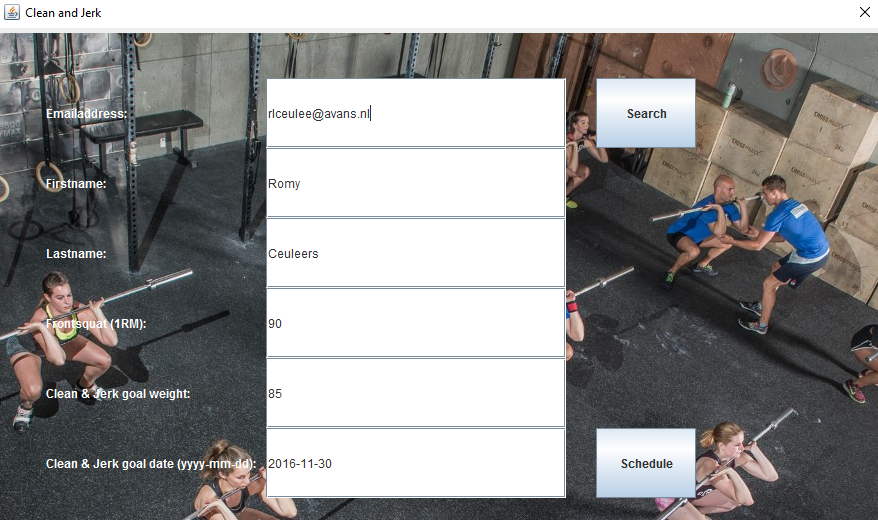 Clean and Jerk
Emailaddress: rlceulee@avans.nl Search
Firstname: Romy
Lastname: Ceuleers
Frontsquat (1RM): 90
Clean & Jerk goal weight: 85
Clean & Jerk goal date (yyyy-mm-dd): 2016-11-30 Schedule